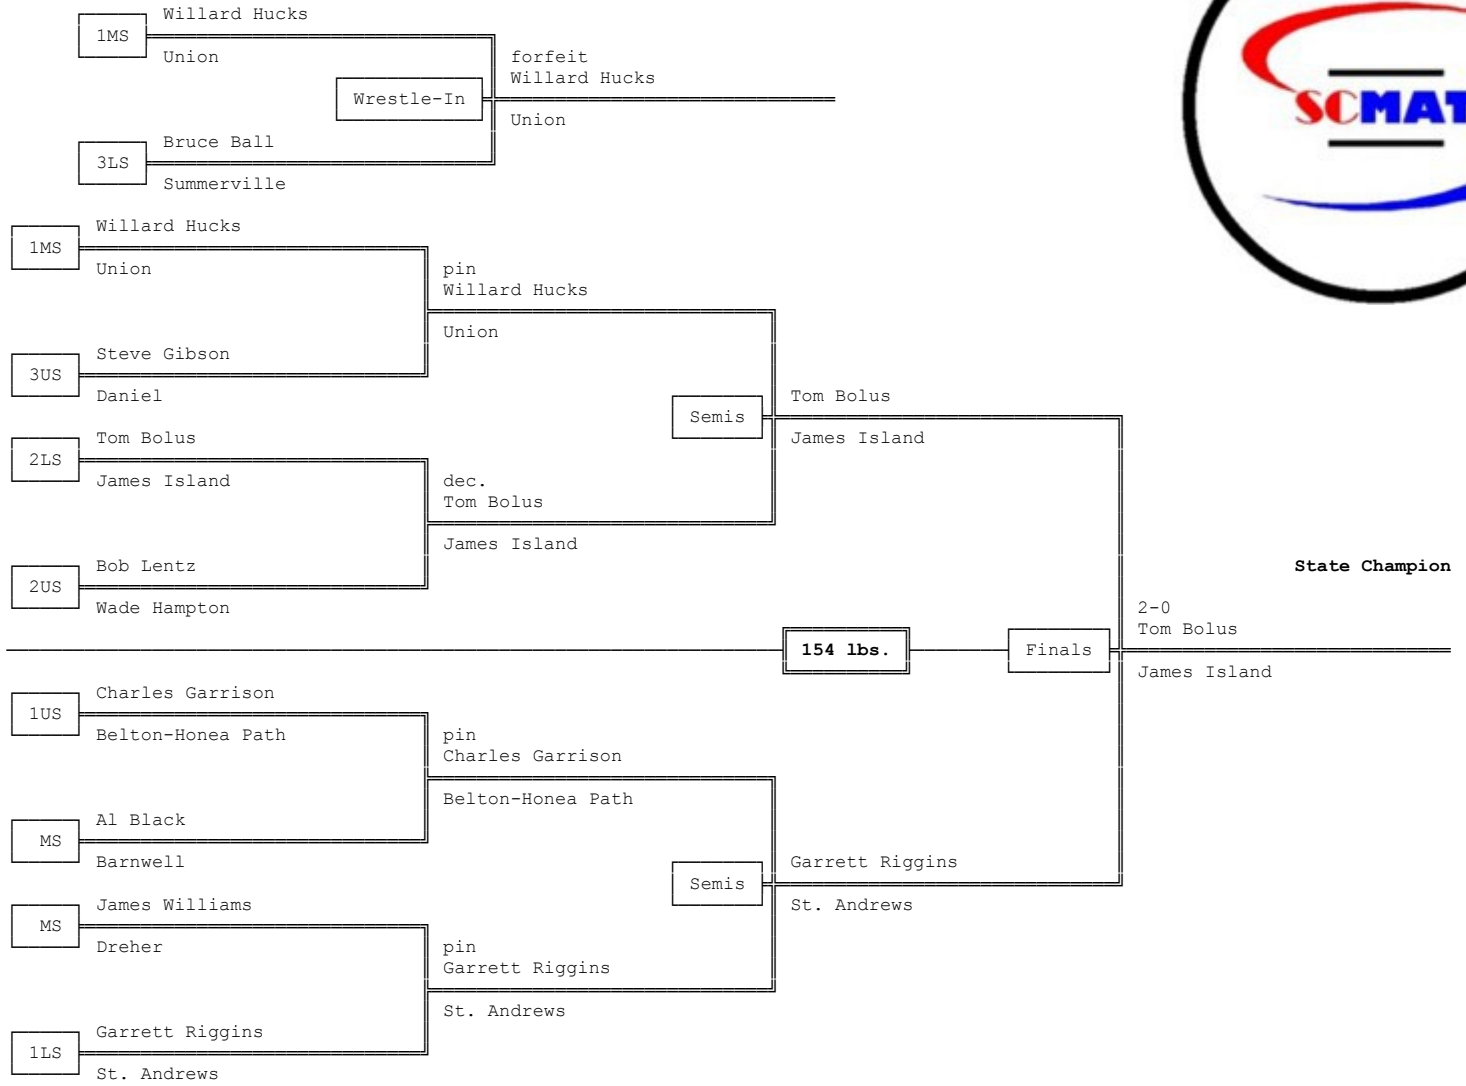 Willard Hucks
1MS
Union
forfeit
Willard Hucks
Wrestle-In
Union
Bruce Ball
3LS
Summerville
SCMAT
Willard Hucks
1MS
Union
pin
Willard Hucks
Union
Steve Gibson
3US
Daniel
Tom Bolus
Semis
James Island
Tom Bolus
2LS
James Island
dec.
Tom Bolus
James Island
Bob Lentz
2US
Wade Hampton
State Champion
2-0
Tom Bolus
154 lbs.
Finals
James Island
Charles Garrison
1US
Belton-Honea Path
pin
Charles Garrison
Belton-Honea Path
Al Black
MS
Barnwell
Garrett Riggins
Semis
St. Andrews
James Williams
MS
Dreher
pin
Garrett Riggins
St. Andrews
Garrett Riggins
1LS
St. Andrews